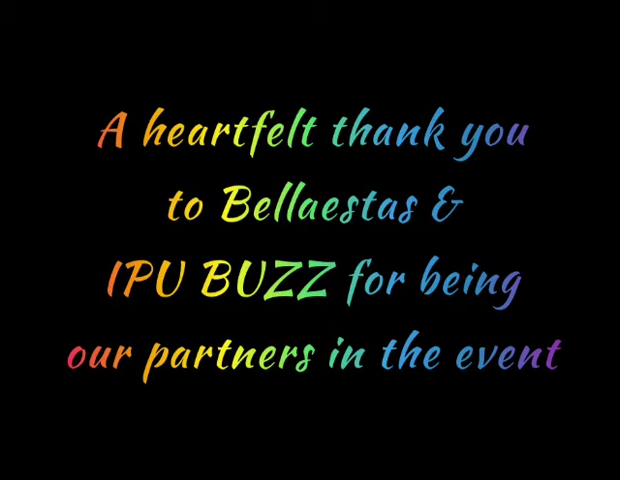 A heartfelt thank you
to Bellaestas &
IPU BUZZ for being
our partners in the event